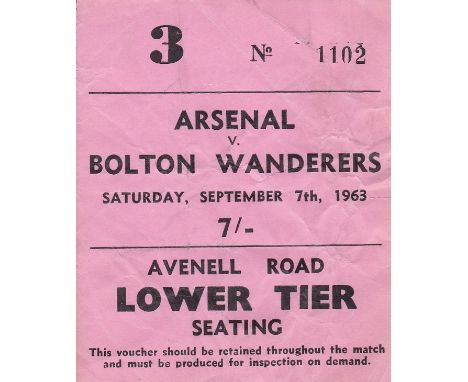 3 Nº 1102
ARSENAL
v.
BOLTON WANDERERS
SATURDAY, SEPTEMBER 7th, 1963
7/-
AVENELL ROAD
LOWER TIER
SEATING
This voucher should be retained throughout the match
and must be produced for inspection on demand.